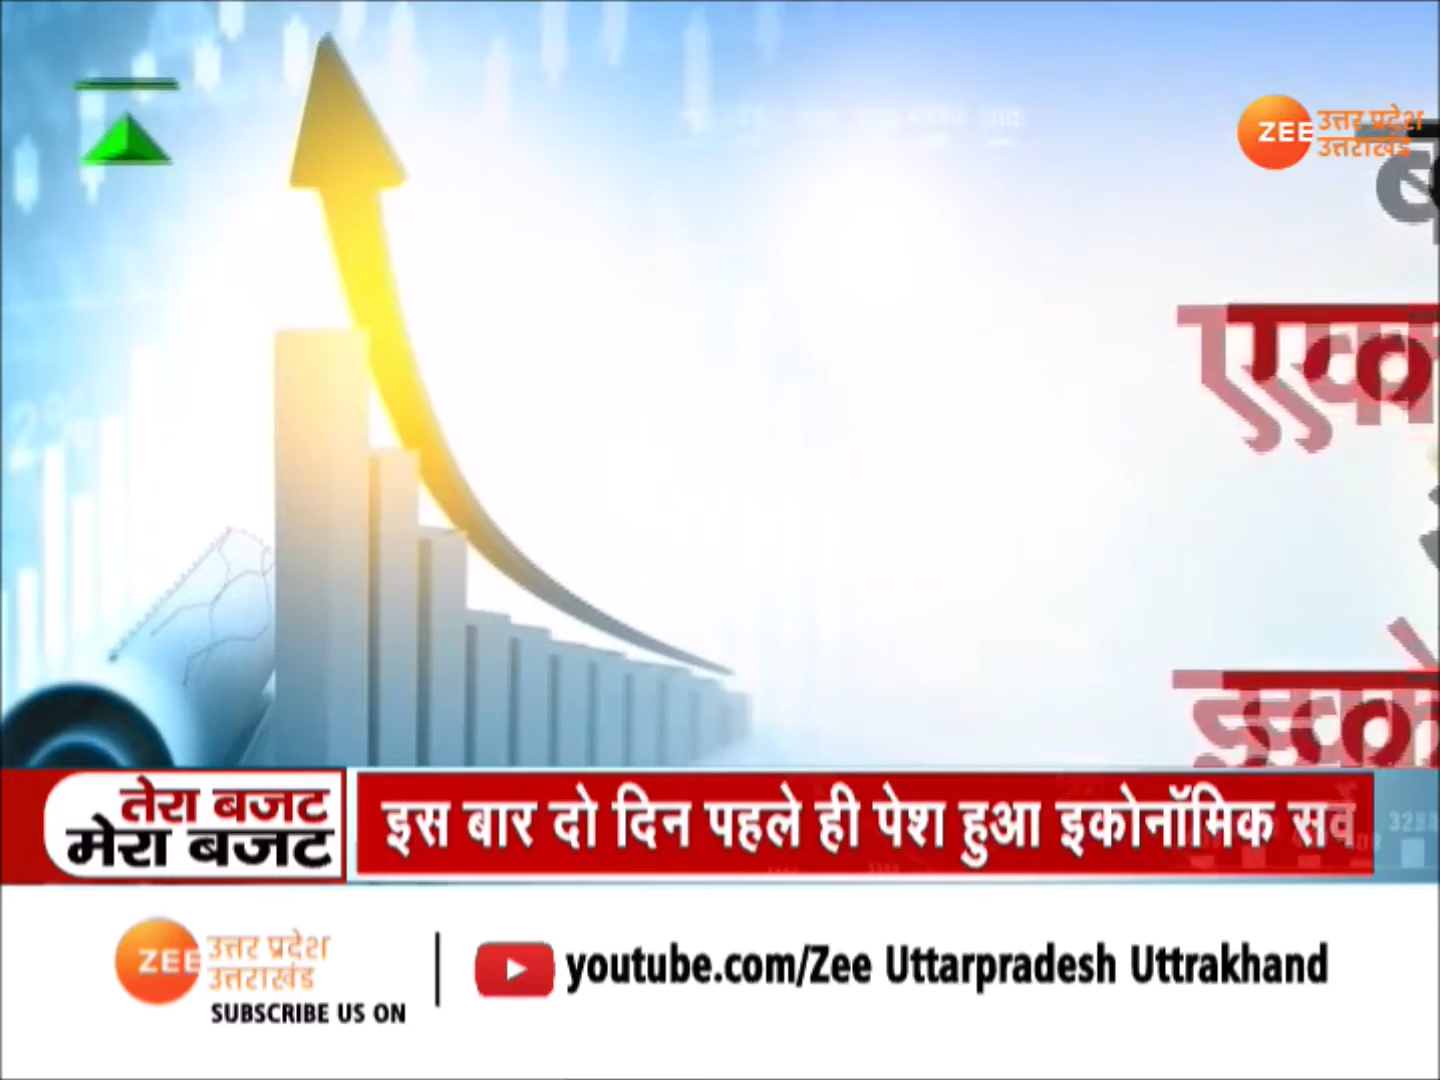 ZEE उत्तर प्रदेश
उत्तराखंड
तेरा बजट
मेरा बजट
इस बार दो दिन पहले ही पेश हुआ इकोनॉमिक
ZEE उत्तर प्रदेश
उत्तराखंड
SUBSCRIBE US ON
youtube.com/Zee Uttarpradesh Uttrakhand